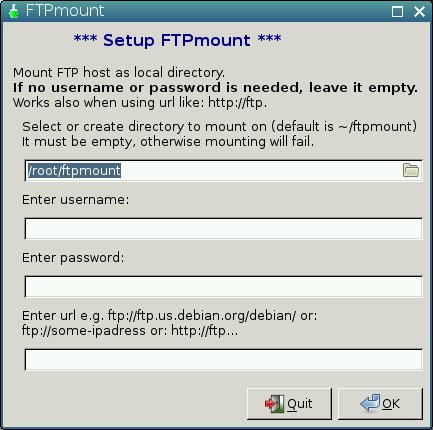 FTPmount
*** Setup FTPmount ***
Mount FTP host as local directory.
If no username or password is needed, leave it empty.
Works also when using url like: http://ftp.
Select or create directory to mount on (default is ~/ftpmount)
It must be empty, otherwise mounting will fail.
/root/ftpmount
Enter username:
Enter password:
Enter url e.g. ftp://ftp.us.debian.org/debian/ or:
ftp://some-ipadress or: http://ftp...
Quit
OK